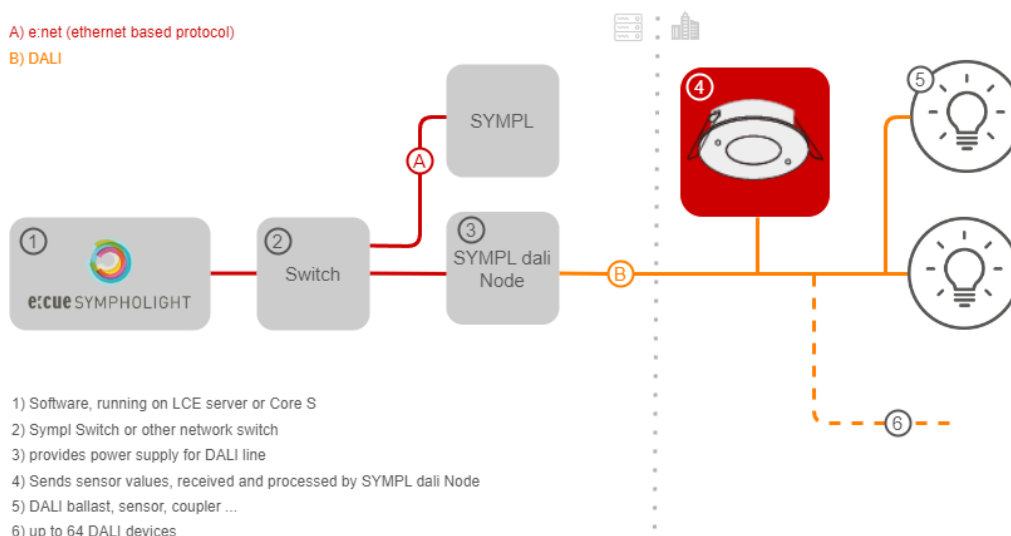 A) e:net (ethernet based protocol)
B) DALI
4
5
SYMPL
A
1
2
3
SYMPL dali
Node
Switch
B
e:cue SYMPHOLIGHT
1) Software, running on LCE server or Core S
2) Sympl Switch or other network switch
6
3) provides power supply for DALI line
4) Sends sensor values, received and processed by SYMPL dali Node
5) DALI ballast, sensor, coupler ...
6) up to 64 DALI devices